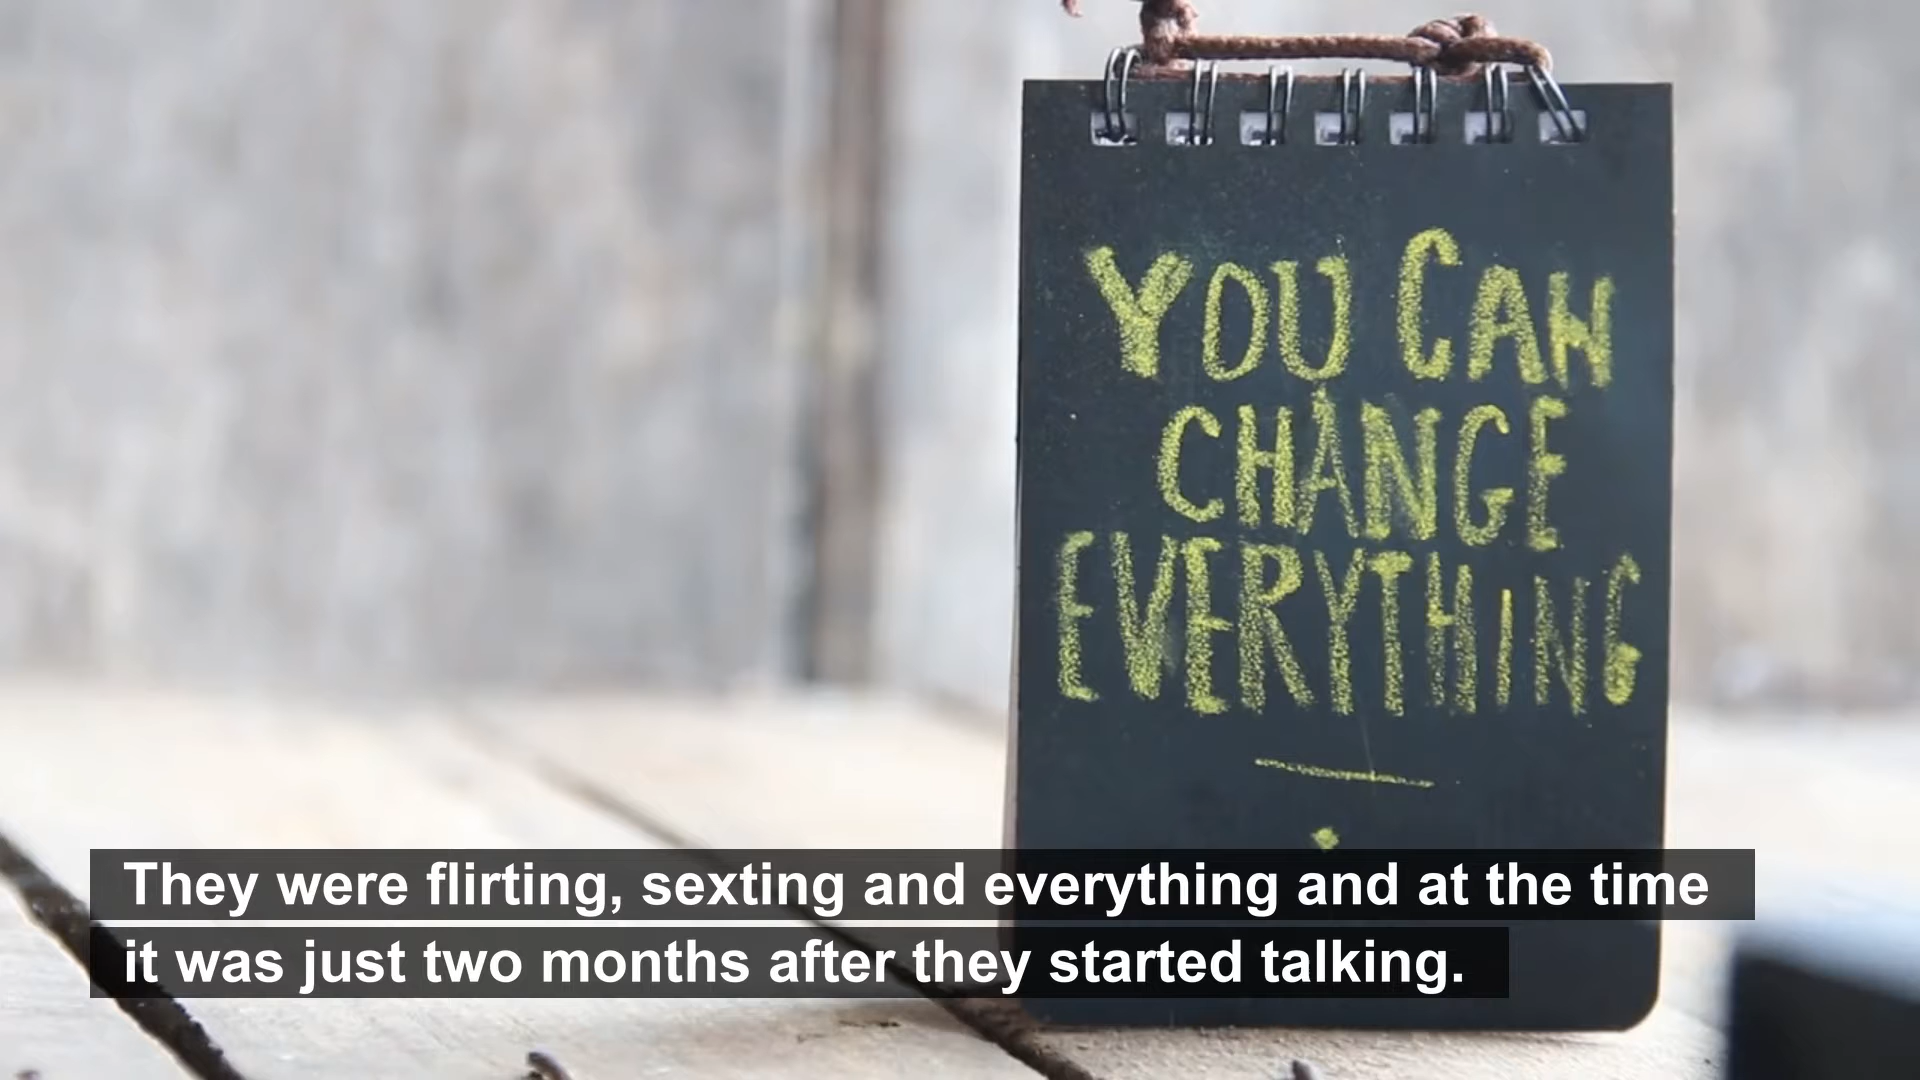 YOU CAN
CHANGE
EVERYTHING
They were flirting, sexting and everything and at the time
it was just two months after they started talking.